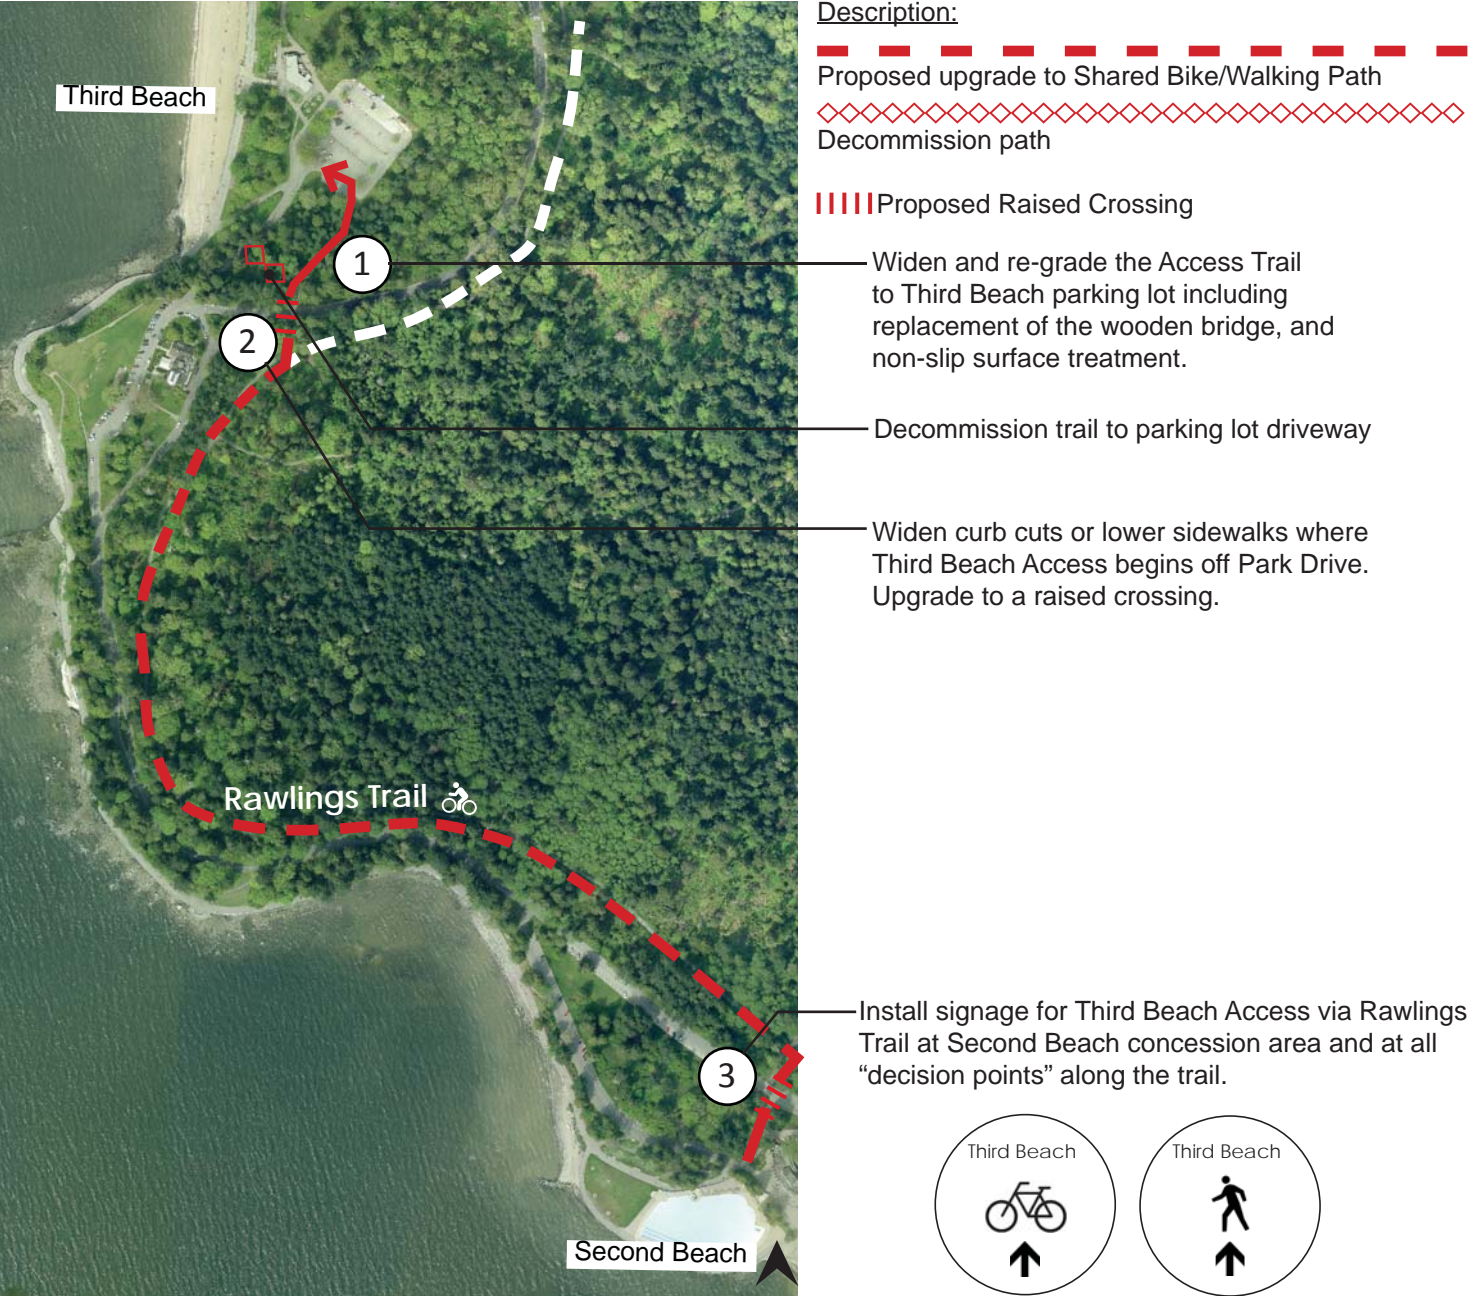 Description:
Proposed upgrade to Shared Bike/Walking Path
Decommission path
Proposed Raised Crossing
Third Beach
1
Widen and re-grade the Access Trail
to Third Beach parking lot including
replacement of the wooden bridge, and
non-slip surface treatment.
2
Decommission trail to parking lot driveway
Widen curb cuts or lower sidewalks where
Third Beach Access begins off Park Drive.
Upgrade to a raised crossing.
Rawlings Trail
Install signage for Third Beach Access via Rawlings
Trail at Second Beach concession area and at all
“decision points” along the trail.
3
Third Beach
Third Beach
Second Beach